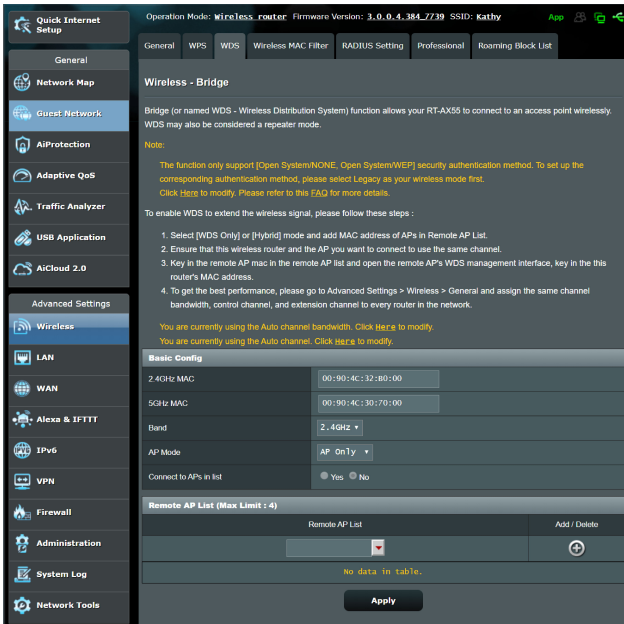 Quick Internet
Setup
General
Network Map
Guest Network
AiProtection
Adaptive QoS
Traffic Analyzer
USB Application
AiCloud 2.0
Advanced Settings
Wireless
LAN
WAN
Alexa & IFTTT
IPv6
VPN
Firewall
Administration
System Log
Network Tools
Operation Mode: Wireless router Firmware Version: 3.0.0.4.384_7739 SSID: Kathy
App
General WPS WDS Wireless MAC Filter RADIUS Setting Professional Roaming Block List
Wireless - Bridge
Bridge (or named WDS - Wireless Distribution System) function allows your RT-AX55 to connect to an access point wirelessly.
WDS may also be considered a repeater mode.
Note:
The function only support [Open System/NONE, Open System/WEP] security authentication method. To set up the
corresponding authentication method, please select Legacy as your wireless mode first.
Click Here to modify. Please refer to this FAQ for more details.
To enable WDS to extend the wireless signal, please follow these steps :
1. Select [WDS Only] or [Hybrid] mode and add MAC address of APs in Remote AP List.
2. Ensure that this wireless router and the AP you want to connect to use the same channel.
3. Key in the remote AP mac in the remote AP list and open the remote AP's WDS management interface, key in the this
router's MAC address.
4. To get the best performance, please go to Advanced Settings > Wireless > General and assign the same channel
bandwidth, control channel, and extension channel to every router in the network.
You are currently using the Auto channel bandwidth. Click Here to modify.
You are currently using the Auto channel. Click Here to modify.
Basic Config
2.4GHz MAC 00:90:4C:32:B0:00
5GHz MAC 00:90:4C:30:70:00
Band 2.4GHz
AP Mode AP Only
Connect to APs in list Yes No
Remote AP List (Max Limit : 4)
Remote AP List Add / Delete
No data in table.
Apply